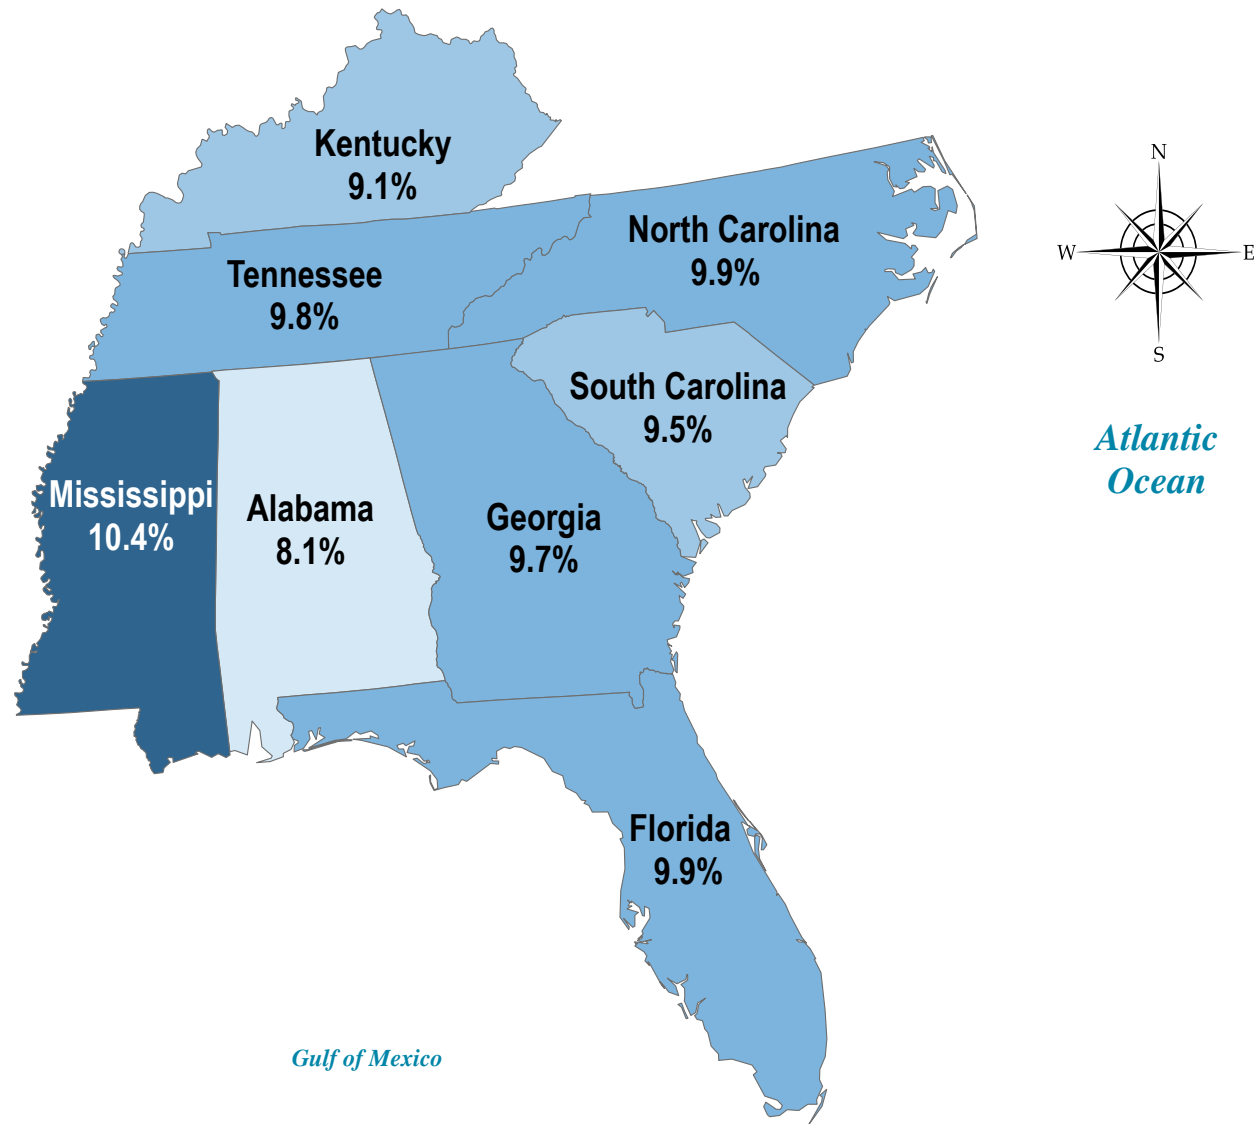 Kentucky
9.1%
N
W
E
S
North Carolina
9.9%
Tennessee
9.8%
South Carolina
9.5%
Atlantic
Ocean
Mississippi
10.4%
Alabama
8.1%
Georgia
9.7%
Florida
9.9%
Gulf of Mexico